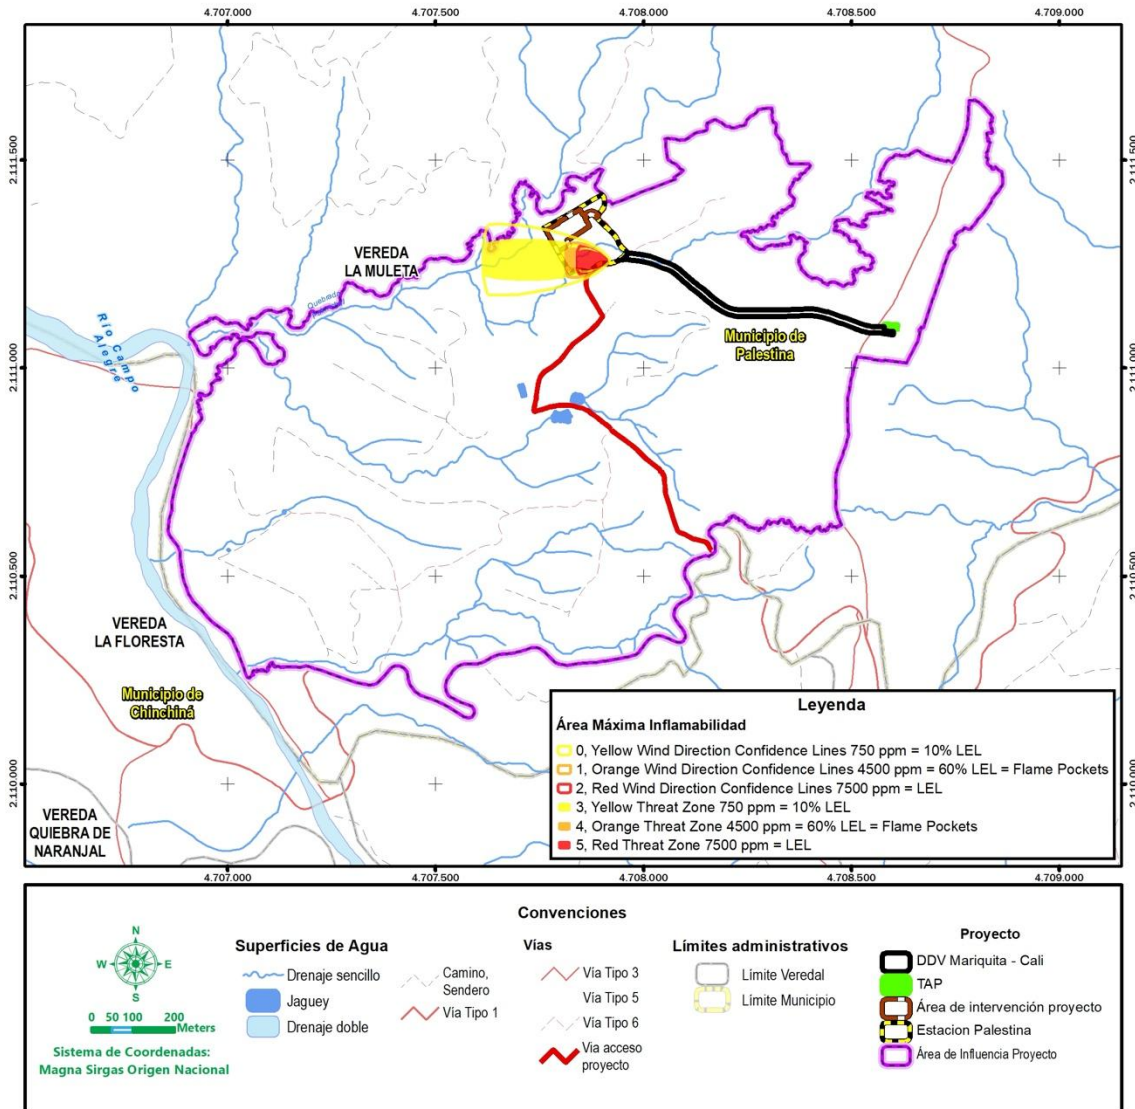 4.707.000
4.707.500
4.708.000
4.708.500
4.709.000
2.111.500
2.111.500
VEREDA
LA MULETA
Quebrada
Río Campo
Alegre
Municipio de
Palestina
2.111.000
2.111.000
2.110.500
2.110.500
VEREDA
LA FLORESTA
Municipio de
Chinchiná
VEREDA
QUIEBRA DE
NARANJAL
2.110.000
2.110.000
Leyenda
Área Máxima Inflamabilidad
0, Yellow Wind Direction Confidence Lines 750 ppm = 10% LEL
1, Orange Wind Direction Confidence Lines 4500 ppm = 60% LEL = Flame Pockets
2, Red Wind Direction Confidence Lines 7500 ppm = LEL
3, Yellow Threat Zone 750 ppm = 10% LEL
4, Orange Threat Zone 4500 ppm = 60% LEL = Flame Pockets
5, Red Threat Zone 7500 ppm = LEL
4.707.000
4.707.500
4.708.000
4.708.500
4.709.000
Convenciones
N
W
E
S
0 50 100 200
Meters
Sistema de Coordenadas:
Magna Sirgas Origen Nacional
Superficies de Agua
Drenaje sencillo
Jaguey
Drenaje doble
Vías
Camino,
Sendero
Vía Tipo 1
Vía Tipo 3
Vía Tipo 5
Vía Tipo 6
Via acceso
proyecto
Límites administrativos
Limite Veredal
Limite Municipio
Proyecto
DDV Mariquita - Cali
TAP
Área de intervención proyecto
Estacion Palestina
Área de Influencia Proyecto